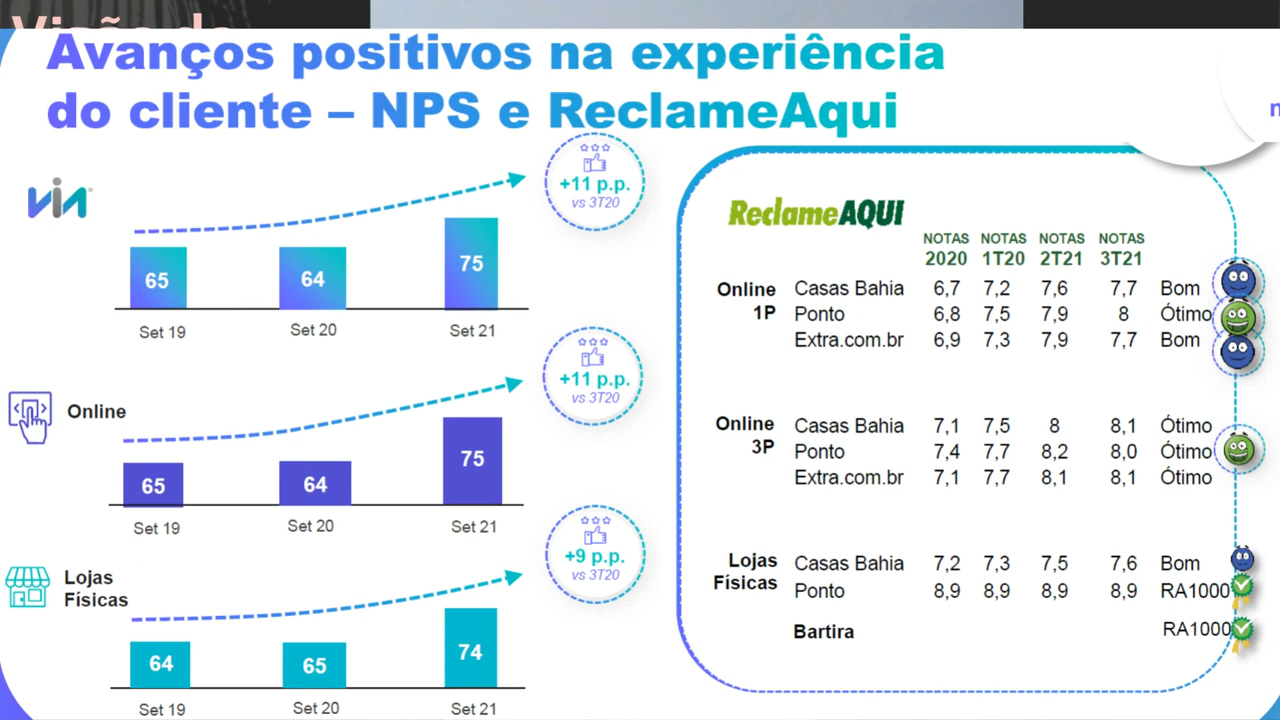 Avanços positivos na experiência
do cliente – NPS e ReclameAqui
via
+11 p.p.
vs 3T20
65
64
75
Set 19
Set 20
Set 21
Online
+11 p.p.
vs 3T20
65
64
75
Set 19
Set 20
Set 21
Lojas
Físicas
+9 p.p.
vs 3T20
64
65
74
Set 19
Set 20
Set 21
ReclameAQUI
NOTAS NOTAS NOTAS NOTAS
2020 1T20 2T21 3T21
Online 1P
Casas Bahia 6,7 7,2 7,6 7,7 Bom
Ponto 6,8 7,5 7,9 8 Ótimo
Extra.com.br 6,9 7,3 7,9 7,7 Bom
Online 3P
Casas Bahia 7,1 7,5 8 8,1 Ótimo
Ponto 7,4 7,7 8,2 8,0 Ótimo
Extra.com.br 7,1 7,7 8,1 8,1 Ótimo
Lojas Físicas
Casas Bahia 7,2 7,3 7,5 7,6 Bom
Ponto 8,9 8,9 8,9 8,9 RA1000
Bartira RA1000